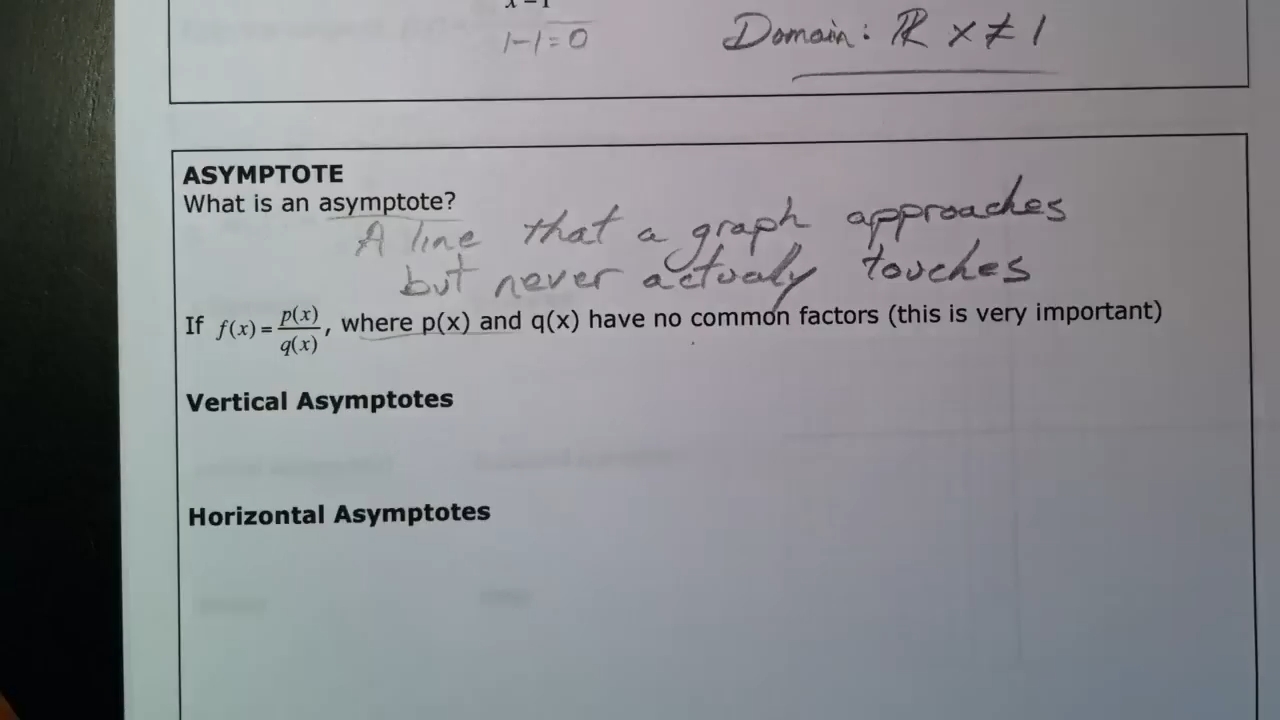 x - 1
1-1=0
Domain: ℝ x≠1
ASYMPTOTE
What is an asymptote?
A line that a graph approaches
but never actualy touches
If f(x) = p(x)/q(x), where p(x) and q(x) have no common factors (this is very important)
Vertical Asymptotes
Horizontal Asymptotes